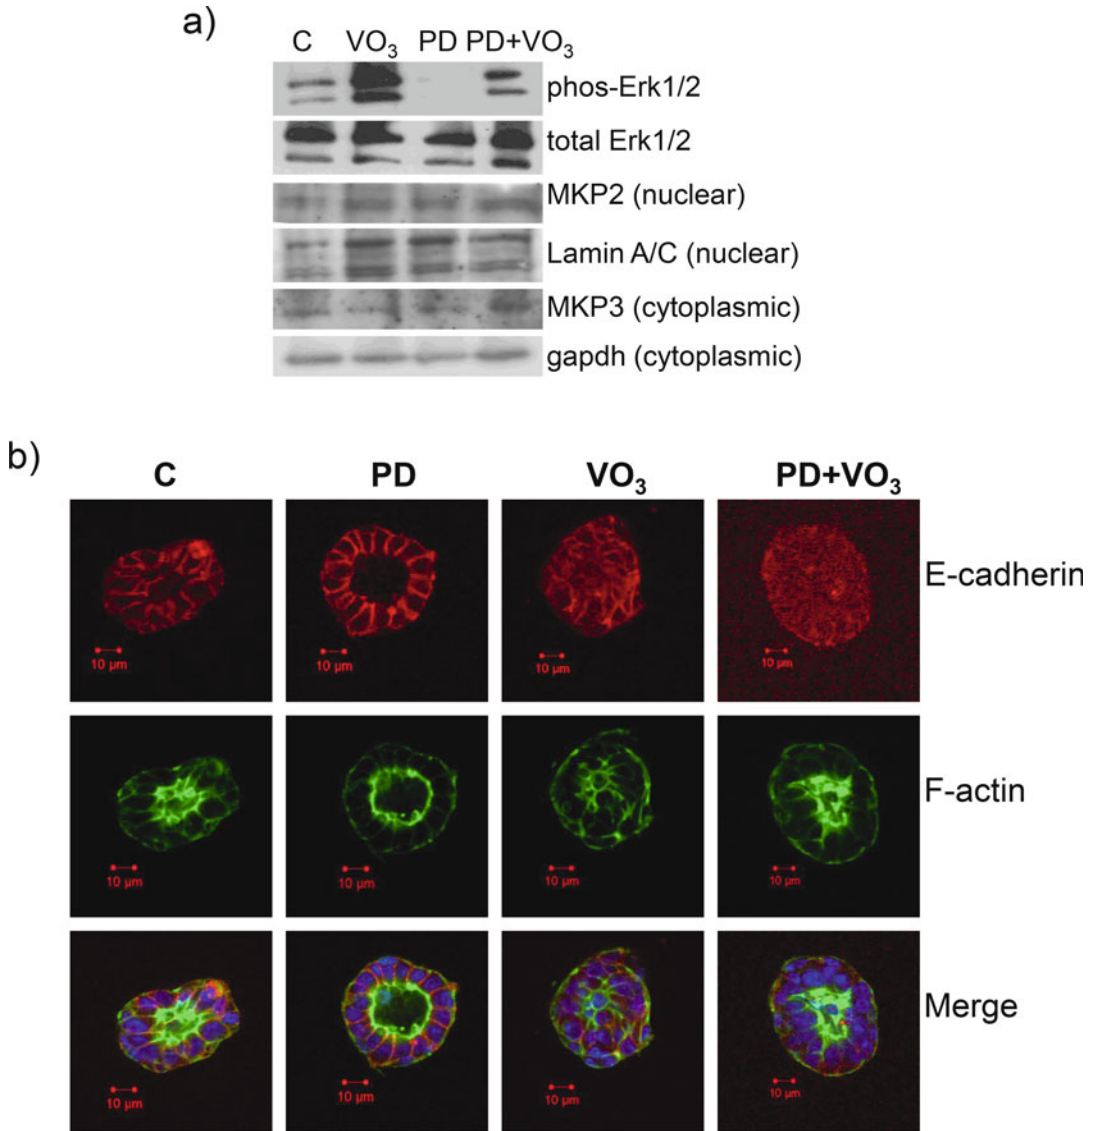 a)
C VO₃ PD PD+VO₃
phos-Erk1/2
total Erk1/2
MKP2 (nuclear)
Lamin A/C (nuclear)
MKP3 (cytoplasmic)
gapdh (cytoplasmic)
b)
C PD VO₃ PD+VO₃
E-cadherin
10 µm 10 µm 10 µm 10 µm
F-actin
10 µm 10 µm 10 µm 10 µm
Merge
10 µm 10 µm 10 µm 10 µm